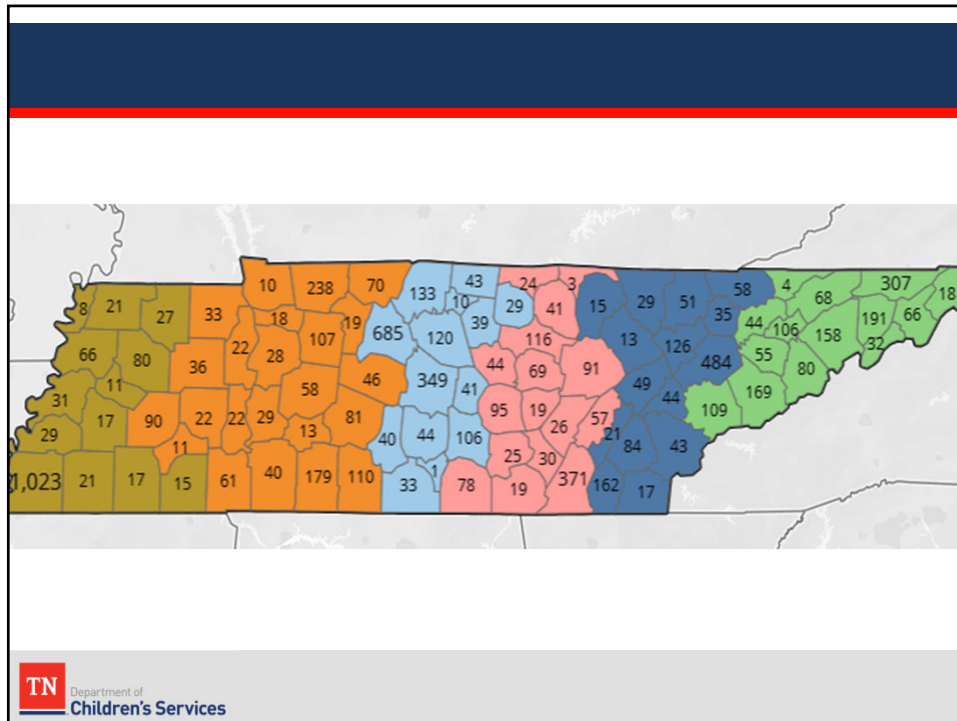 10 238 70 133 43 24 3
58 4 307
8 21 27 33 18 107 19 10 29 41 15 29 51 35 68 18
685 120 39 116 13 126 44 106 158 191 66
66 80 36 22 28 44 69 91 484 55 80 32
11 58 46 349 41 49 44 169
31 17 90 22 22 29 81 95 19 26 57 109
29 11 13 40 44 106 25 30 21 84 43
1,023 21 17 15 61 40 179 110 33 1 78 19 371 162 17
TN
Department of
Children's Services